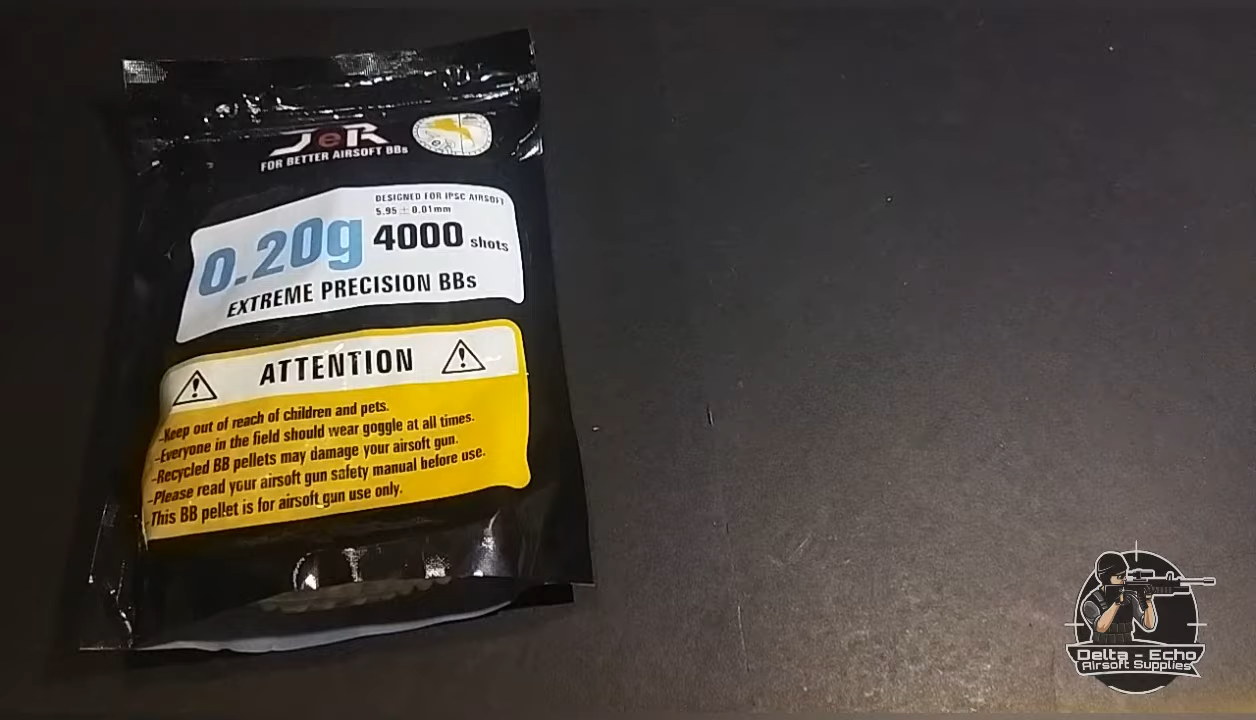 JeR
FOR BETTER AIRSOFT BBs
DESIGNED FOR IPSC AIRSOFT
5.95 ± 0.01mm
0.20g 4000 shots
EXTREME PRECISION BBs
ATTENTION
-Keep out of reach of children and pets.
-Everyone in the field should wear goggle at all times.
-Recycled BB pellets may damage your airsoft gun.
-Please read your airsoft gun safety manual before use.
-This BB pellet is for airsoft gun use only.
Delta - Echo
Airsoft Supplies